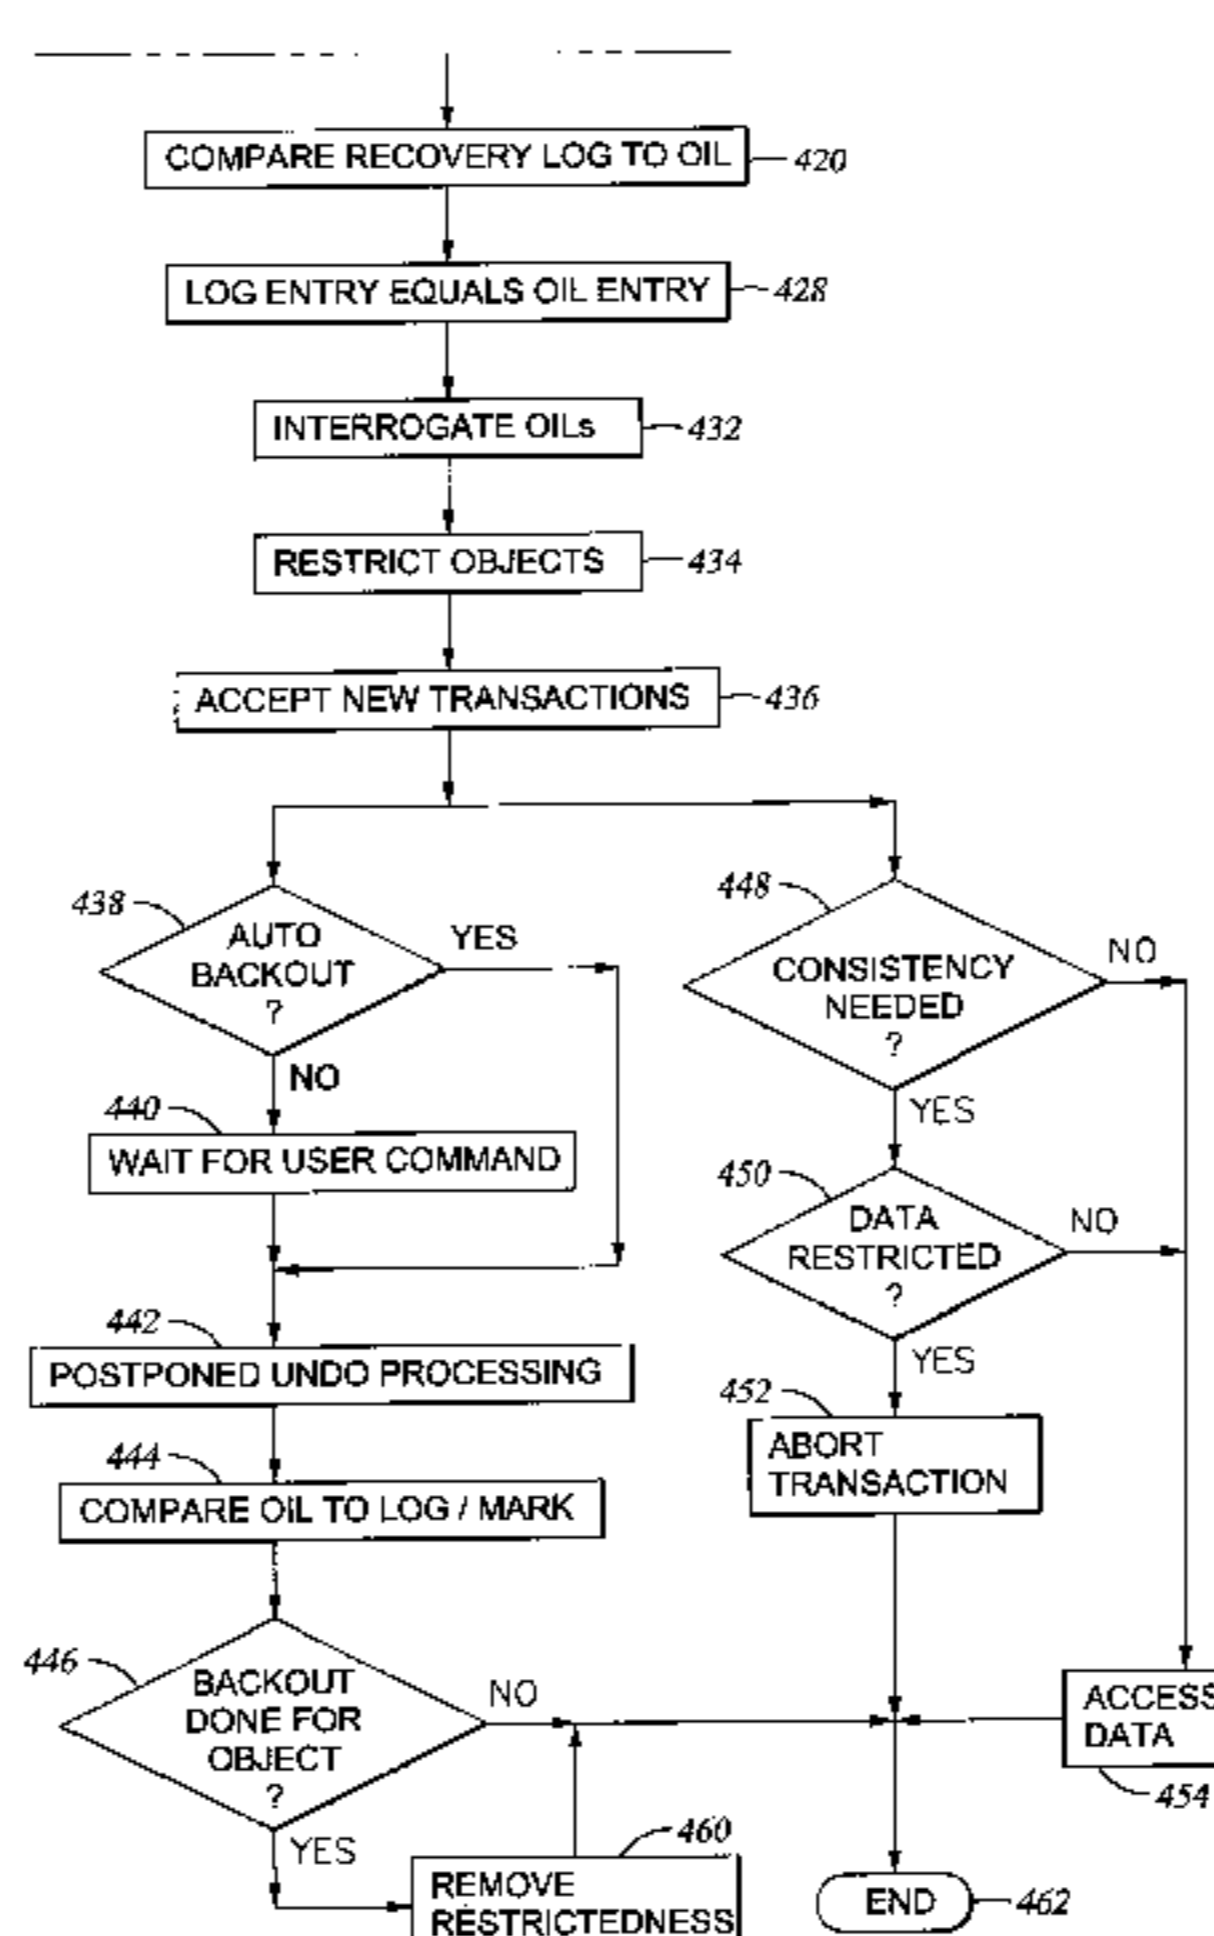 COMPARE RECOVERY LOG TO OIL
420
LOG ENTRY EQUALS OIL ENTRY
428
INTERROGATE OILs
432
RESTRICT OBJECTS
434
ACCEPT NEW TRANSACTIONS
436
438
AUTO
BACKOUT
?
YES
NO
440
WAIT FOR USER COMMAND
442
POSTPONED UNDO PROCESSING
444
COMPARE OIL TO LOG / MARK
446
BACKOUT
DONE FOR
OBJECT
?
NO
YES
460
REMOVE
RESTRICTEDNESS
448
CONSISTENCY
NEEDED
?
NO
YES
450
DATA
RESTRICTED
?
NO
YES
452
ABORT
TRANSACTION
ACCESS
DATA
454
END
462